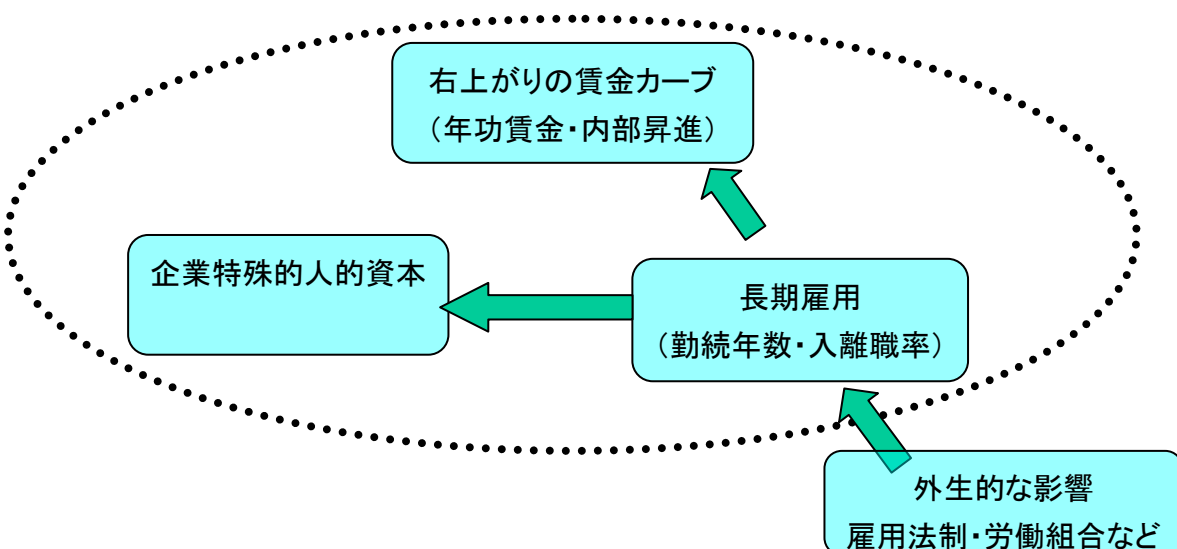 右上がりの賃金カーブ
（年功賃金・内部昇進）
企業特殊的人的資本
長期雇用
（勤続年数・入離職率）
外生的な影響
雇用法制・労働組合など